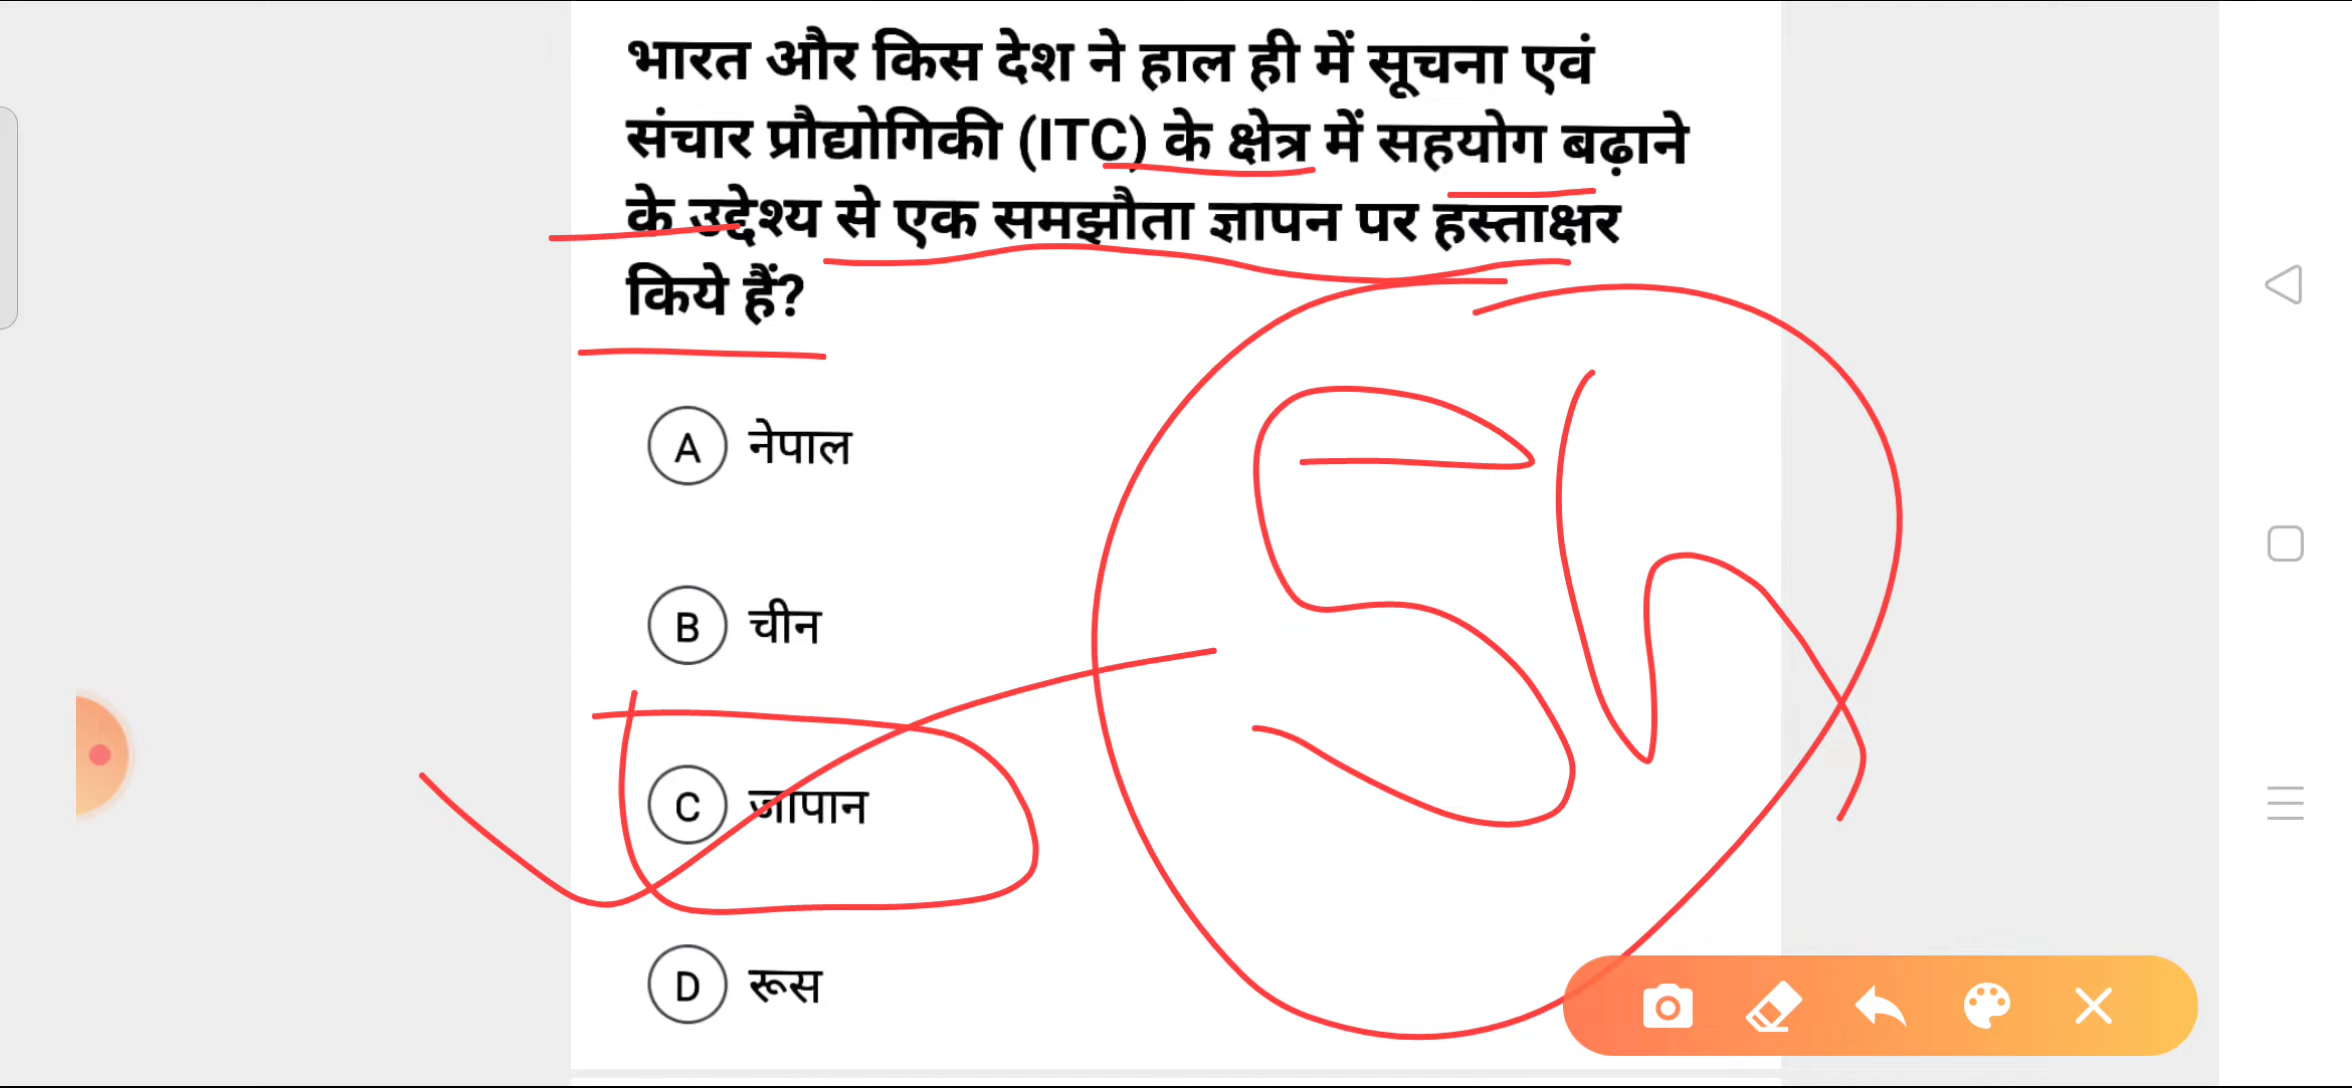 भारत और किस देश ने हाल ही में सूचना एवं
संचार प्रौद्योगिकी (ITC) के क्षेत्र में सहयोग बढ़ाने
के उद्देश्य से एक समझौता ज्ञापन पर हस्ताक्षर
किये हैं?
A नेपाल
B चीन
C जापान
D रूस